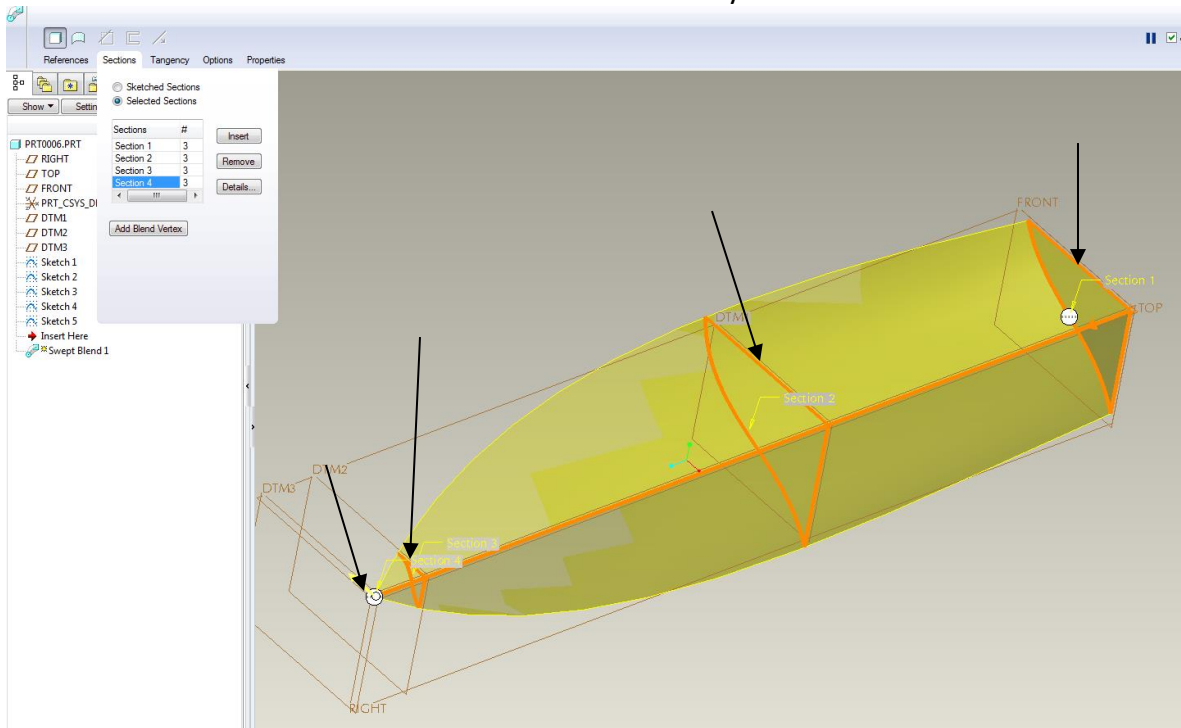 References Sections Tangency Options Properties
Sketched Sections
Selected Sections
Show Settin
Sections #
Section 1 3
Section 2 3
Section 3 3
Section 4 3
Insert
Remove
Details...
Add Blend Vertex
PRT0006.PRT
RIGHT
TOP
FRONT
PRT_CSYS_D
DTM1
DTM2
DTM3
Sketch 1
Sketch 2
Sketch 3
Sketch 4
Sketch 5
Insert Here
Swept Blend 1
FRONT
Section 1
TOP
Section 2
DTM2
DTM3
Section 3
Section 4
RIGHT